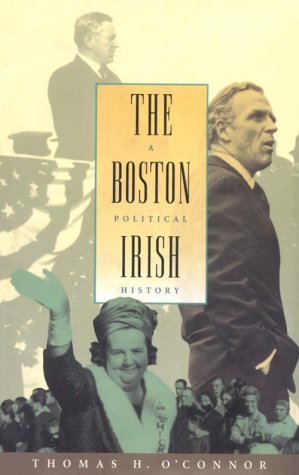 THE
A
BOSTON
POLITICAL
IRISH
HISTORY
THOMAS H. O'CONNOR